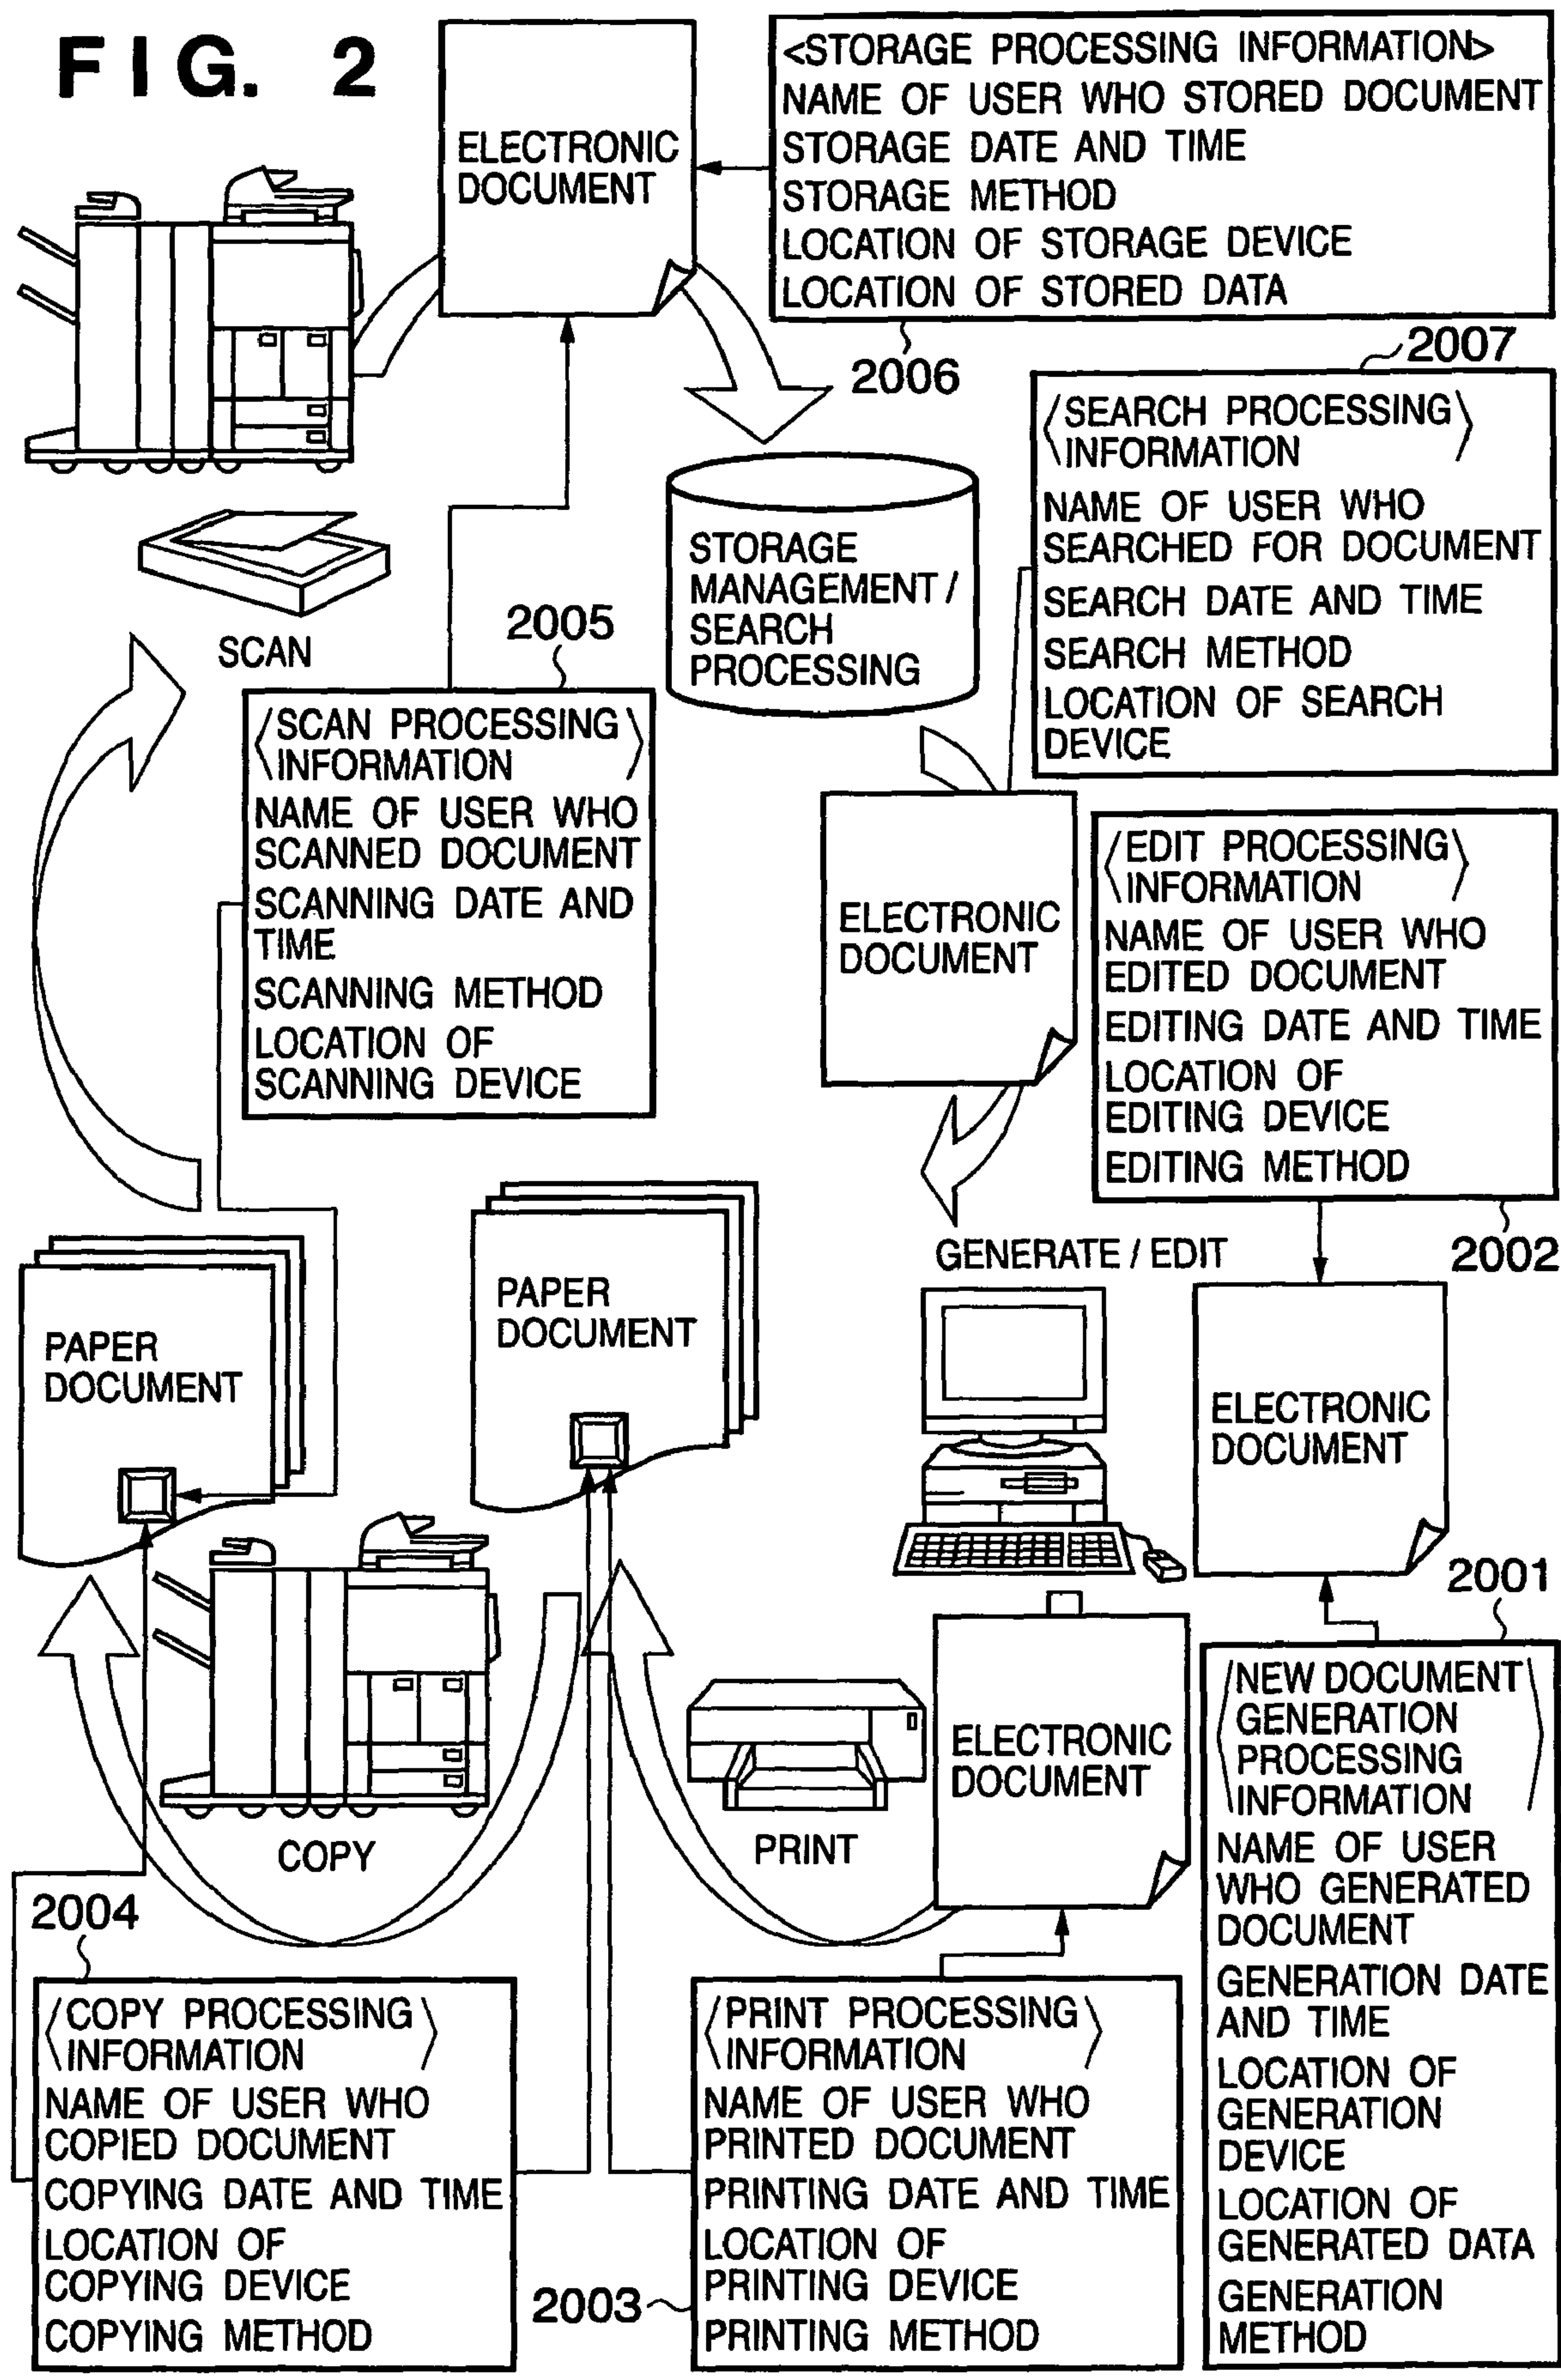 FIG. 2
ELECTRONIC
DOCUMENT
<STORAGE PROCESSING INFORMATION>
NAME OF USER WHO STORED DOCUMENT
STORAGE DATE AND TIME
STORAGE METHOD
LOCATION OF STORAGE DEVICE
LOCATION OF STORED DATA
2006
2007
<SEARCH PROCESSING
INFORMATION>
NAME OF USER WHO
SEARCHED FOR DOCUMENT
SEARCH DATE AND TIME
SEARCH METHOD
LOCATION OF SEARCH
DEVICE
STORAGE
MANAGEMENT /
SEARCH
PROCESSING
SCAN
2005
<SCAN PROCESSING
INFORMATION>
NAME OF USER WHO
SCANNED DOCUMENT
SCANNING DATE AND
TIME
SCANNING METHOD
LOCATION OF
SCANNING DEVICE
ELECTRONIC
DOCUMENT
<EDIT PROCESSING
INFORMATION>
NAME OF USER WHO
EDITED DOCUMENT
EDITING DATE AND TIME
LOCATION OF
EDITING DEVICE
EDITING METHOD
2002
GENERATE / EDIT
PAPER
DOCUMENT
PAPER
DOCUMENT
ELECTRONIC
DOCUMENT
2001
<NEW DOCUMENT
GENERATION
PROCESSING
INFORMATION>
NAME OF USER
WHO GENERATED
DOCUMENT
GENERATION DATE
AND TIME
LOCATION OF
GENERATION
DEVICE
LOCATION OF
GENERATED DATA
GENERATION
METHOD
ELECTRONIC
DOCUMENT
PRINT
COPY
2004
<COPY PROCESSING
INFORMATION>
NAME OF USER WHO
COPIED DOCUMENT
COPYING DATE AND TIME
LOCATION OF
COPYING DEVICE
COPYING METHOD
2003
<PRINT PROCESSING
INFORMATION>
NAME OF USER WHO
PRINTED DOCUMENT
PRINTING DATE AND TIME
LOCATION OF
PRINTING DEVICE
PRINTING METHOD